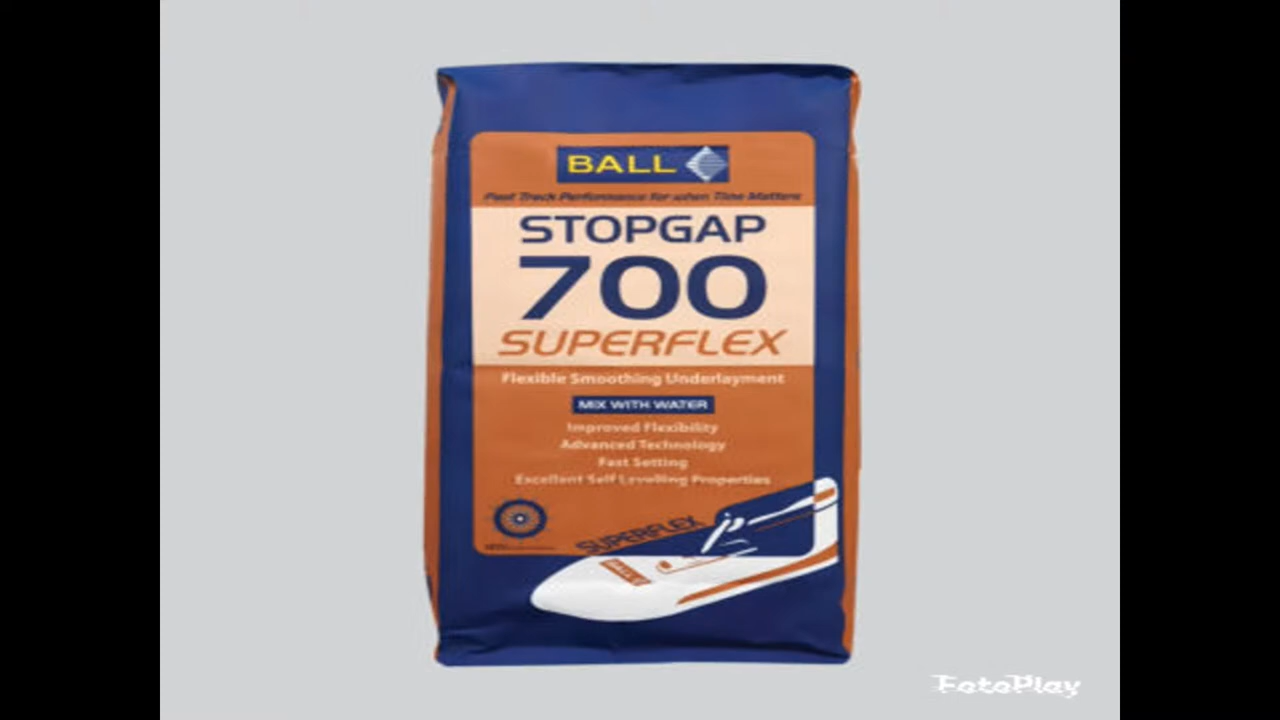 BALL
Fast Track Performance for when Time Matters
STOPGAP
700
SUPERFLEX
Flexible Smoothing Underlayment
MIX WITH WATER
Improved Flexibility
Advanced Technology
Fast Setting
Excellent Self Levelling Properties
SUPERFLEX
BALL
FotoPlay